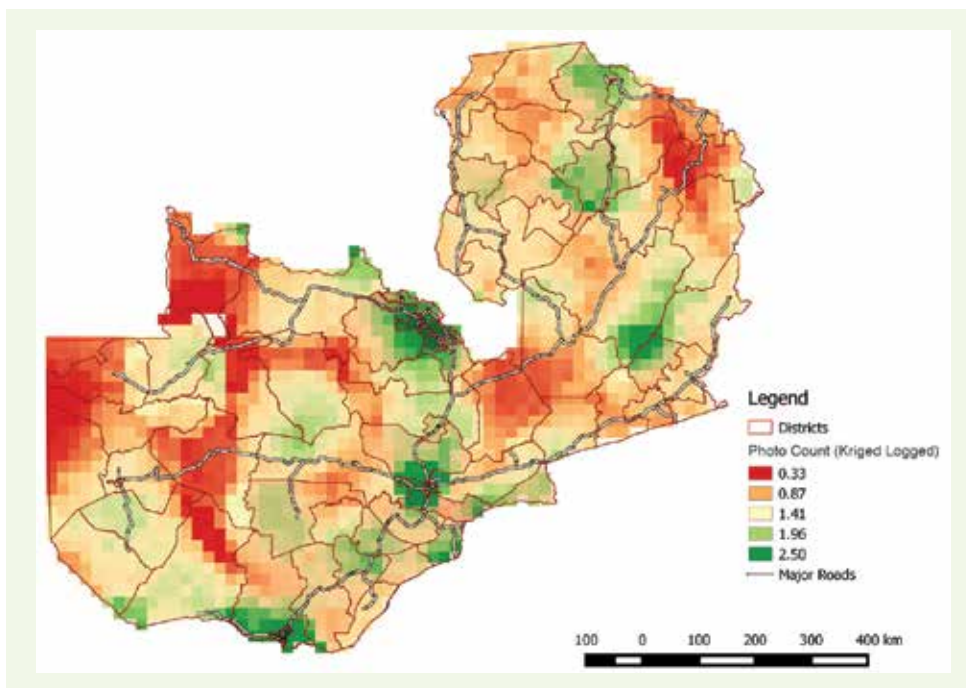 Legend
Districts
Photo Count (Kriged Logged)
0.33
0.87
1.41
1.96
2.50
Major Roads
100 0 100 200 300 400 km